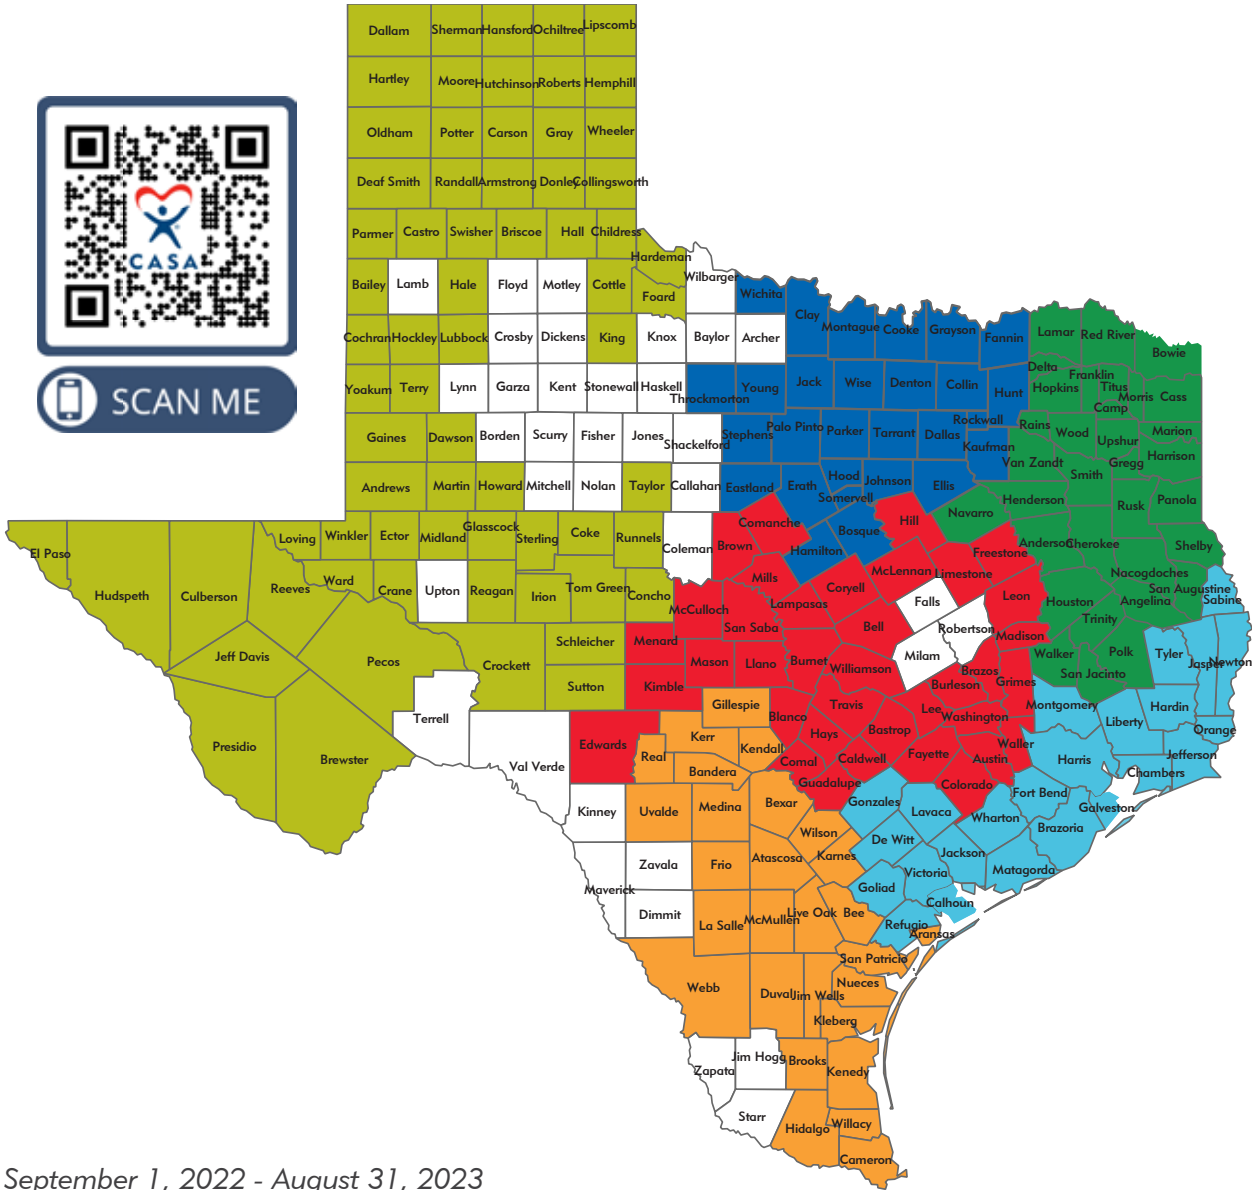 Dallam Sherman Hansford Ochiltree Lipscomb
Hartley Moore Hutchinson Roberts Hemphill
Oldham Potter Carson Gray Wheeler
Deaf Smith Randall Armstrong Donley Collingsworth
Parmer Castro Swisher Briscoe Hall Childress
Hardeman
Bailey Lamb Hale Floyd Motley Cottle Foard Wilbarger Wichita
Clay Montague Cooke Grayson Fannin Lamar Red River Bowie
Cochran Hockley Lubbock Crosby Dickens King Knox Baylor Archer
Delta Franklin Titus Morris Cass
Hopkins Camp
Yoakum Terry Lynn Garza Kent Stonewall Haskell Throckmorton Young Jack Wise Denton Collin Hunt
Rockwall Rains Wood Upshur Marion
Gaines Dawson Borden Scurry Fisher Jones Shackelford Stephens Palo Pinto Parker Tarrant Dallas Kaufman
Van Zandt Smith Gregg Harrison
Andrews Martin Howard Mitchell Nolan Taylor Callahan Eastland Erath Hood Johnson Ellis
Somervell Navarro Henderson Rusk Panola
El Paso Hudspeth Culberson Loving Winkler Ector Midland Glasscock Sterling Coke Runnels Coleman Brown Comanche Hamilton Bosque Hill Freestone Anderson Cherokee Shelby
Reeves Ward Crane Upton Reagan Irion Tom Green Concho McCulloch Mills Lampasas Coryell McLennan Limestone Leon Houston Nacogdoches San Augustine Sabine
Angelina Trinity
Jeff Davis Pecos Crockett Schleicher Menard San Saba Bell Falls Robertson Madison Walker Polk Tyler Jasper Newton
Sutton Kimble Mason Llano Burnet Williamson Milam Brazos Burleson Grimes San Jacinto
Presidio Brewster Terrell Val Verde Edwards Gillespie Blanco Travis Lee Washington Montgomery Liberty Hardin Orange
Kerr Kendall Hays Bastrop Fayette Austin Waller Harris Jefferson
Real Bandera Comal Caldwell Colorado Chambers
Guadalupe Fort Bend Galveston
Kinney Uvalde Medina Bexar Gonzales Lavaca Wharton Brazoria
Wilson De Witt Jackson Matagorda
Maverick Zavala Frio Atascosa Karnes Goliad Victoria Calhoun
Dimmit La Salle McMullen Live Oak Bee Refugio Aransas
Webb Duval Jim Wells San Patricio Nueces
Kleberg
Zapata Jim Hogg Brooks Kenedy
Starr Hidalgo Willacy
Cameron
CASA
SCAN ME
September 1, 2022 - August 31, 2023